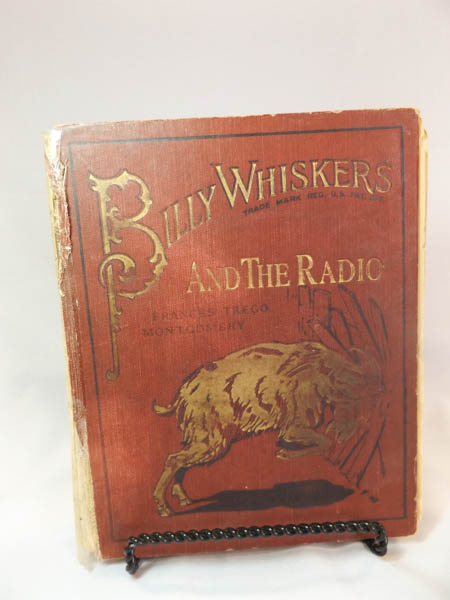 BILLY WHISKERS
TRADE MARK REG. U.S. PAT. OFF.
AND THE RADIO
FRANCES TREGO
MONTGOMERY